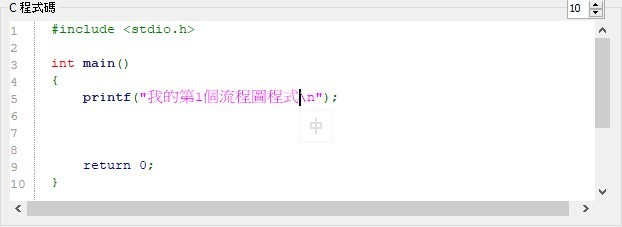 C 程式碼
10
1 #include <stdio.h>
2
3 int main()
4 {
5 printf("我的第1個流程圖程式\n");
6
中
7
8
9 return 0;
10 }